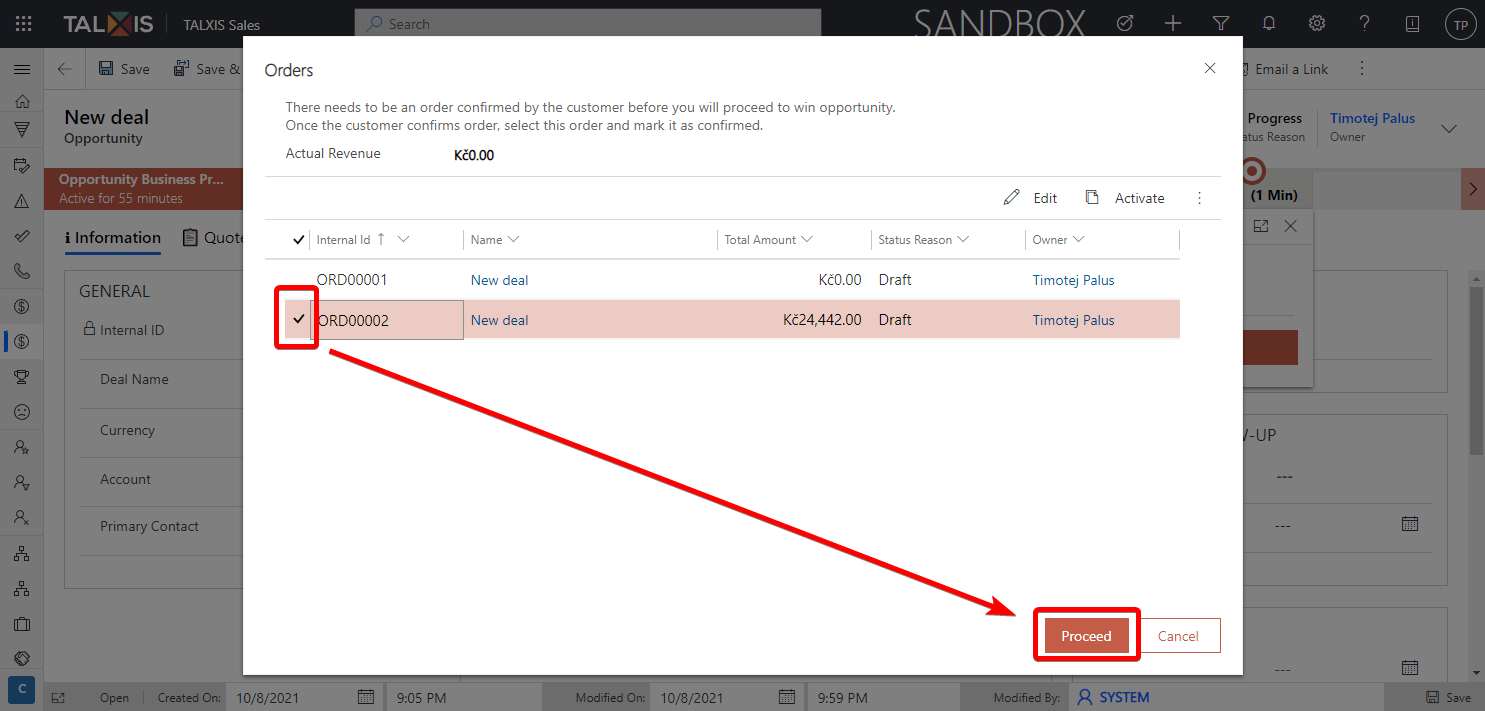 TALXIS
TALXIS Sales
Search
SANDBOX
TP
Save
Save &
Email a Link
New deal
Opportunity
Progress
Timotej Palus
Owner
Opportunity Business Pr...
Active for 55 minutes
(1 Min)
Information
GENERAL
Internal ID
Deal Name
Currency
Account
Primary Contact
Orders
There needs to be an order confirmed by the customer before you will proceed to win opportunity.
Once the customer confirms order, select this order and mark it as confirmed.
Actual Revenue Kč0.00
Edit Activate
Internal Id Name Total Amount Status Reason Owner
ORD00001 New deal Kč0.00 Draft Timotej Palus
ORD00002 New deal Kč24,442.00 Draft Timotej Palus
Proceed Cancel
---
---
---
C
Open Created On: 10/8/2021 9:05 PM Modified On: 10/8/2021 9:59 PM Modified By: SYSTEM Save